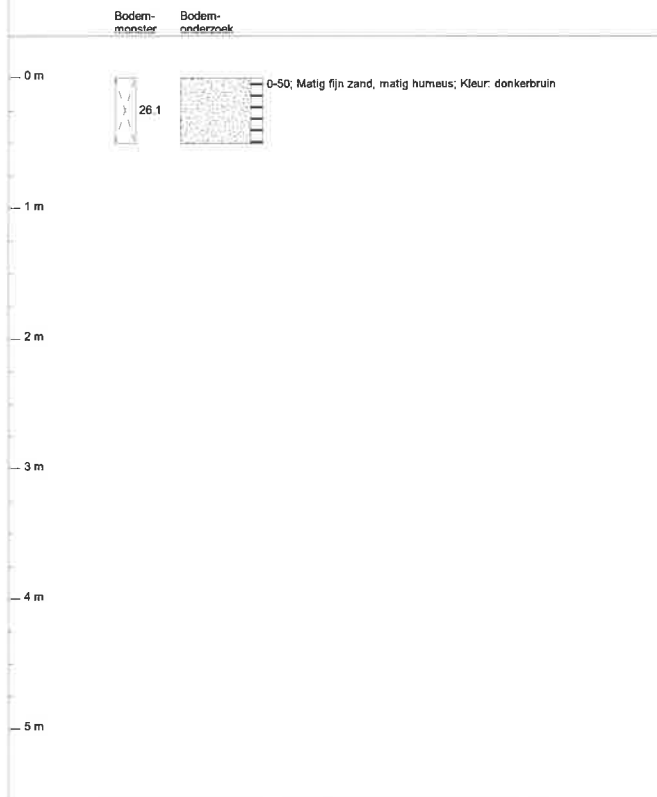 Bodem- Bodem-
monster onderzoek
0 m
0-50; Matig fijn zand, matig humeus; Kleur: donkerbruin
26,1
1 m
2 m
3 m
4 m
5 m